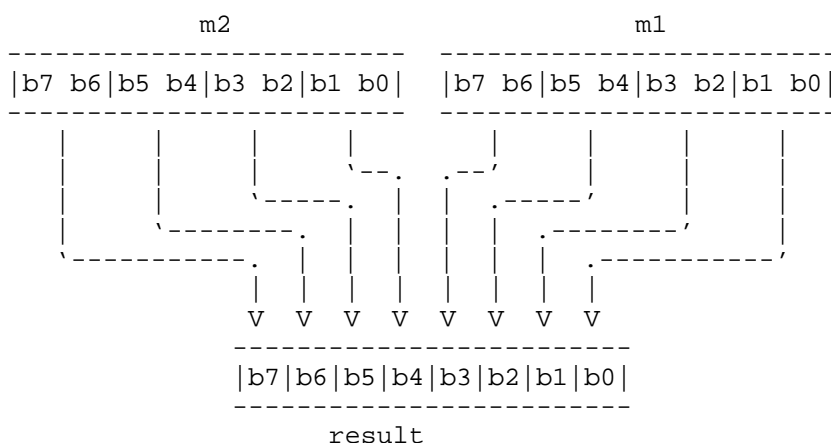 m2 m1
|b7 b6|b5 b4|b3 b2|b1 b0| |b7 b6|b5 b4|b3 b2|b1 b0|
V V V V V V V V
|b7|b6|b5|b4|b3|b2|b1|b0|
result